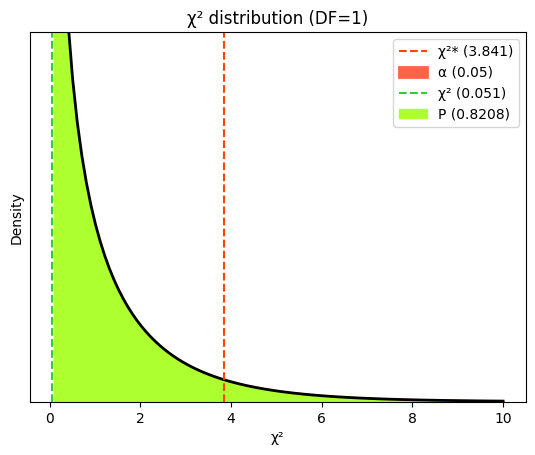 χ² distribution (DF=1)
χ²* (3.841)
α (0.05)
χ² (0.051)
P (0.8208)
Density
0 2 4 6 8 10
χ²